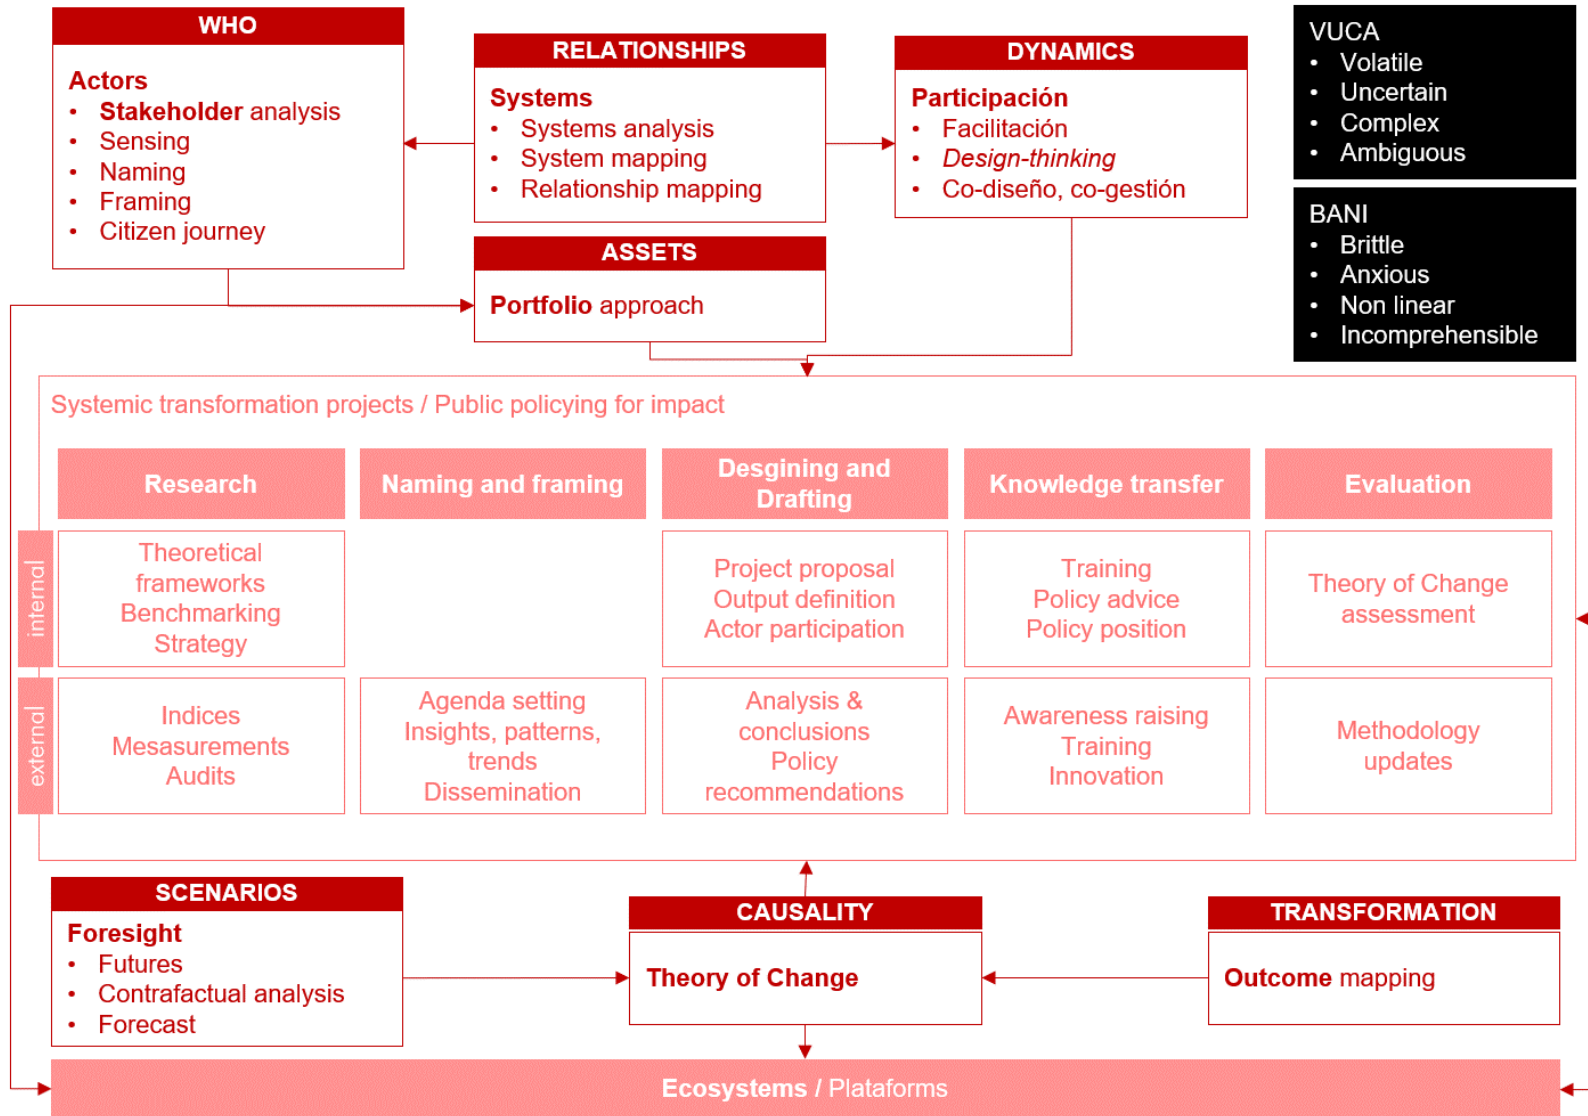 WHO
Actors
• Stakeholder analysis
• Sensing
• Naming
• Framing
• Citizen journey
RELATIONSHIPS
Systems
• Systems analysis
• System mapping
• Relationship mapping
DYNAMICS
Participación
• Facilitación
• Design-thinking
• Co-diseño, co-gestión
VUCA
• Volatile
• Uncertain
• Complex
• Ambiguous
BANI
• Brittle
• Anxious
• Non linear
• Incomprehensible
ASSETS
Portfolio approach
Systemic transformation projects / Public policying for impact
Research
Naming and framing
Desgining and
Drafting
Knowledge transfer
Evaluation
internal
Theoretical
frameworks
Benchmarking
Strategy
Project proposal
Output definition
Actor participation
Training
Policy advice
Policy position
Theory of Change
assessment
external
Indices
Mesasurements
Audits
Agenda setting
Insights, patterns,
trends
Dissemination
Analysis &
conclusions
Policy
recommendations
Awareness raising
Training
Innovation
Methodology
updates
SCENARIOS
Foresight
• Futures
• Contrafactual analysis
• Forecast
CAUSALITY
Theory of Change
TRANSFORMATION
Outcome mapping
Ecosystems / Plataforms